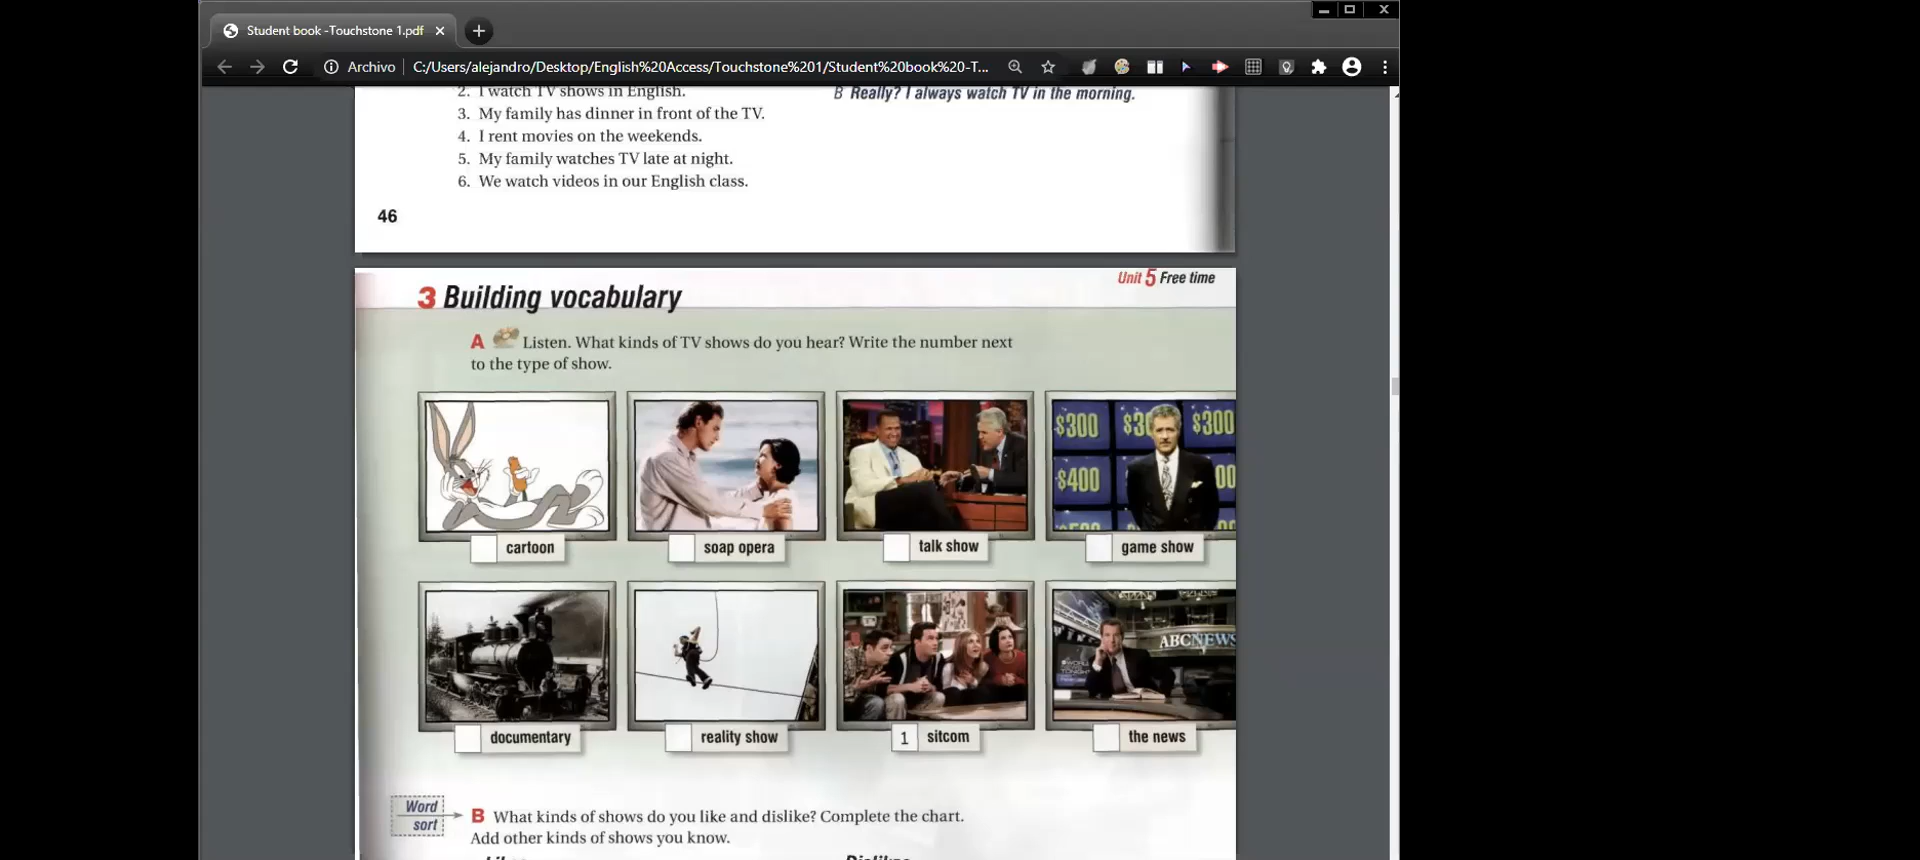 Student book -Touchstone 1.pdf
Archivo C:/Users/alejandro/Desktop/English%20Access/Touchstone%201/Student%20book%20-T...
2. I watch TV shows in English.
3. My family has dinner in front of the TV.
4. I rent movies on the weekends.
5. My family watches TV late at night.
6. We watch videos in our English class.
B Really? I always watch TV in the morning.
46
Unit 5 Free time
3 Building vocabulary
A Listen. What kinds of TV shows do you hear? Write the number next
to the type of show.
$300 $300
$400
cartoon
soap opera
talk show
game show
ABCNEWS
documentary
reality show
1 sitcom
the news
Word
sort
B What kinds of shows do you like and dislike? Complete the chart.
Add other kinds of shows you know.